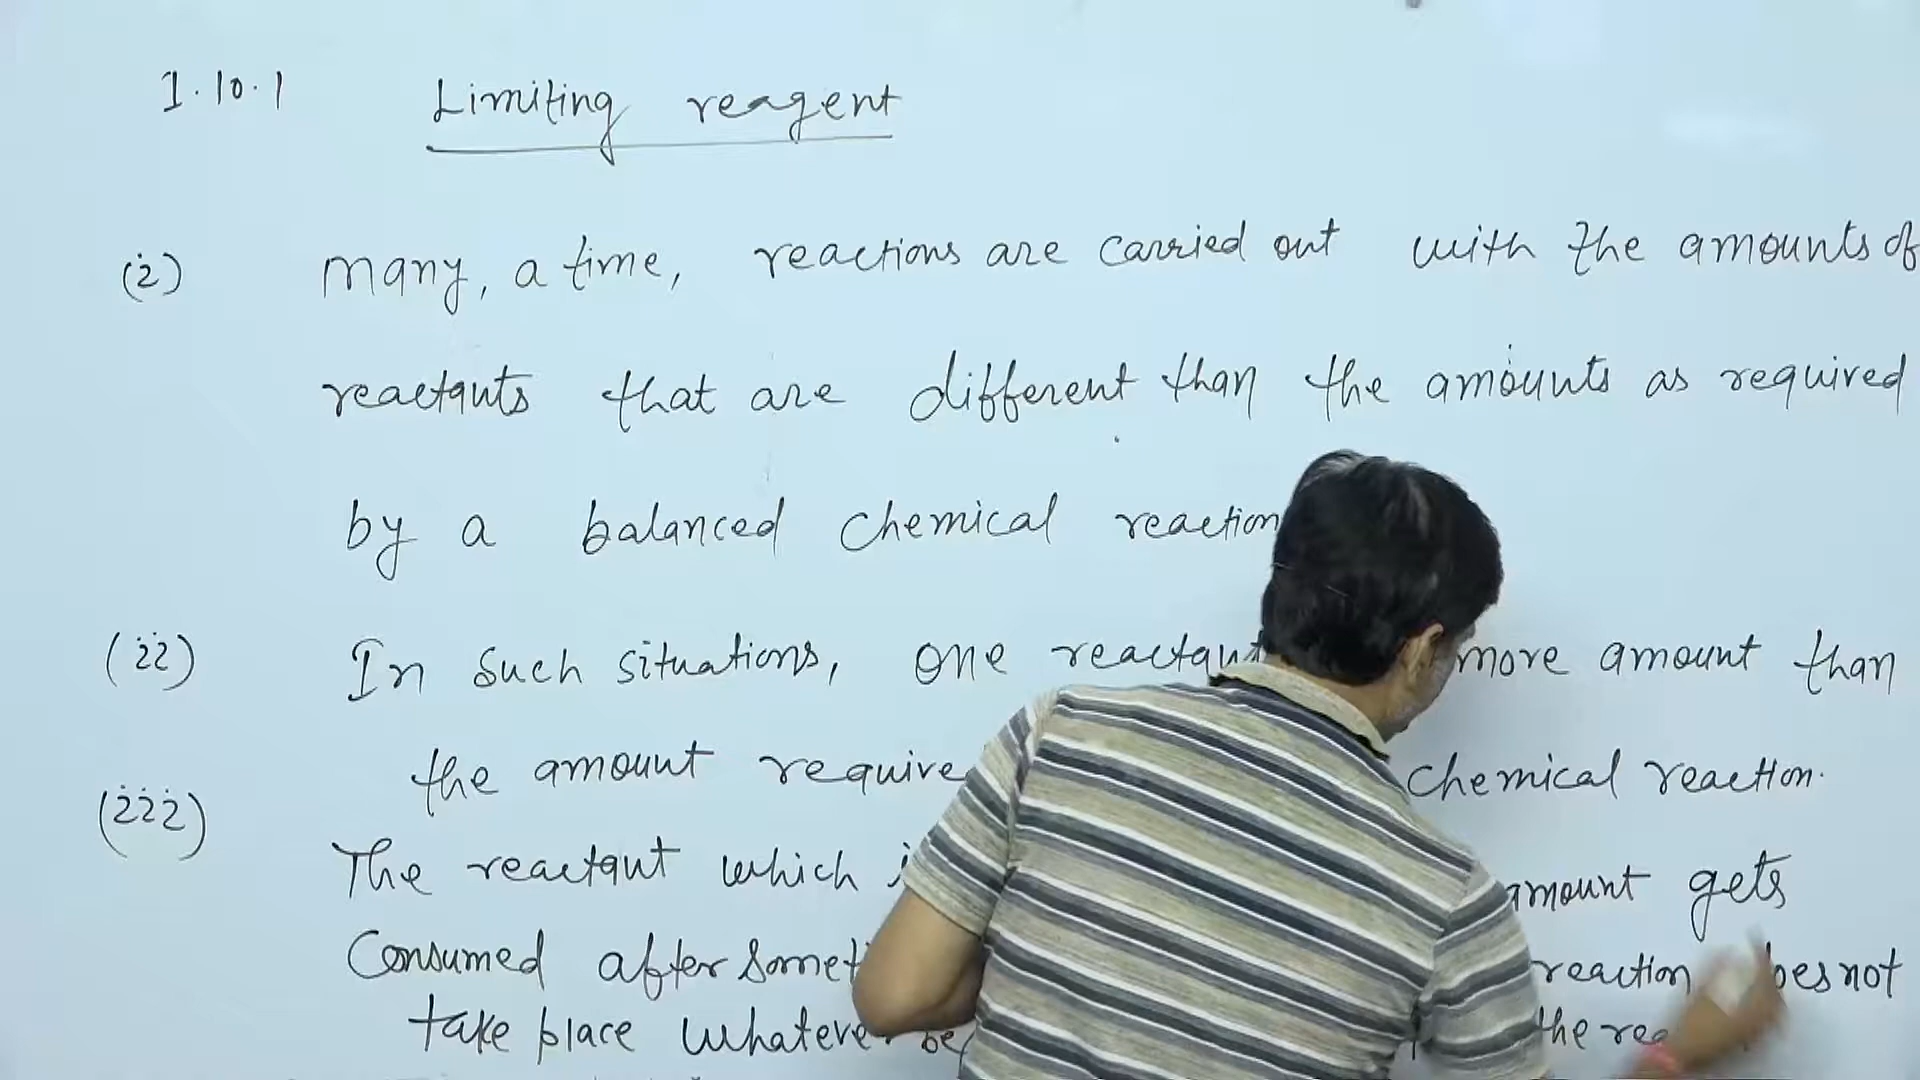 1.10.1 Limiting reagent
(i) Many, a time, reactions are carried out with the amounts of
reactants that are different than the amounts as required
by a balanced chemical reaction
(ii) In such situations, one reactant more amount than
the amount require chemical reaction.
(iii) The reactant which amount gets
Consumed after reaction not
take place whatever be the